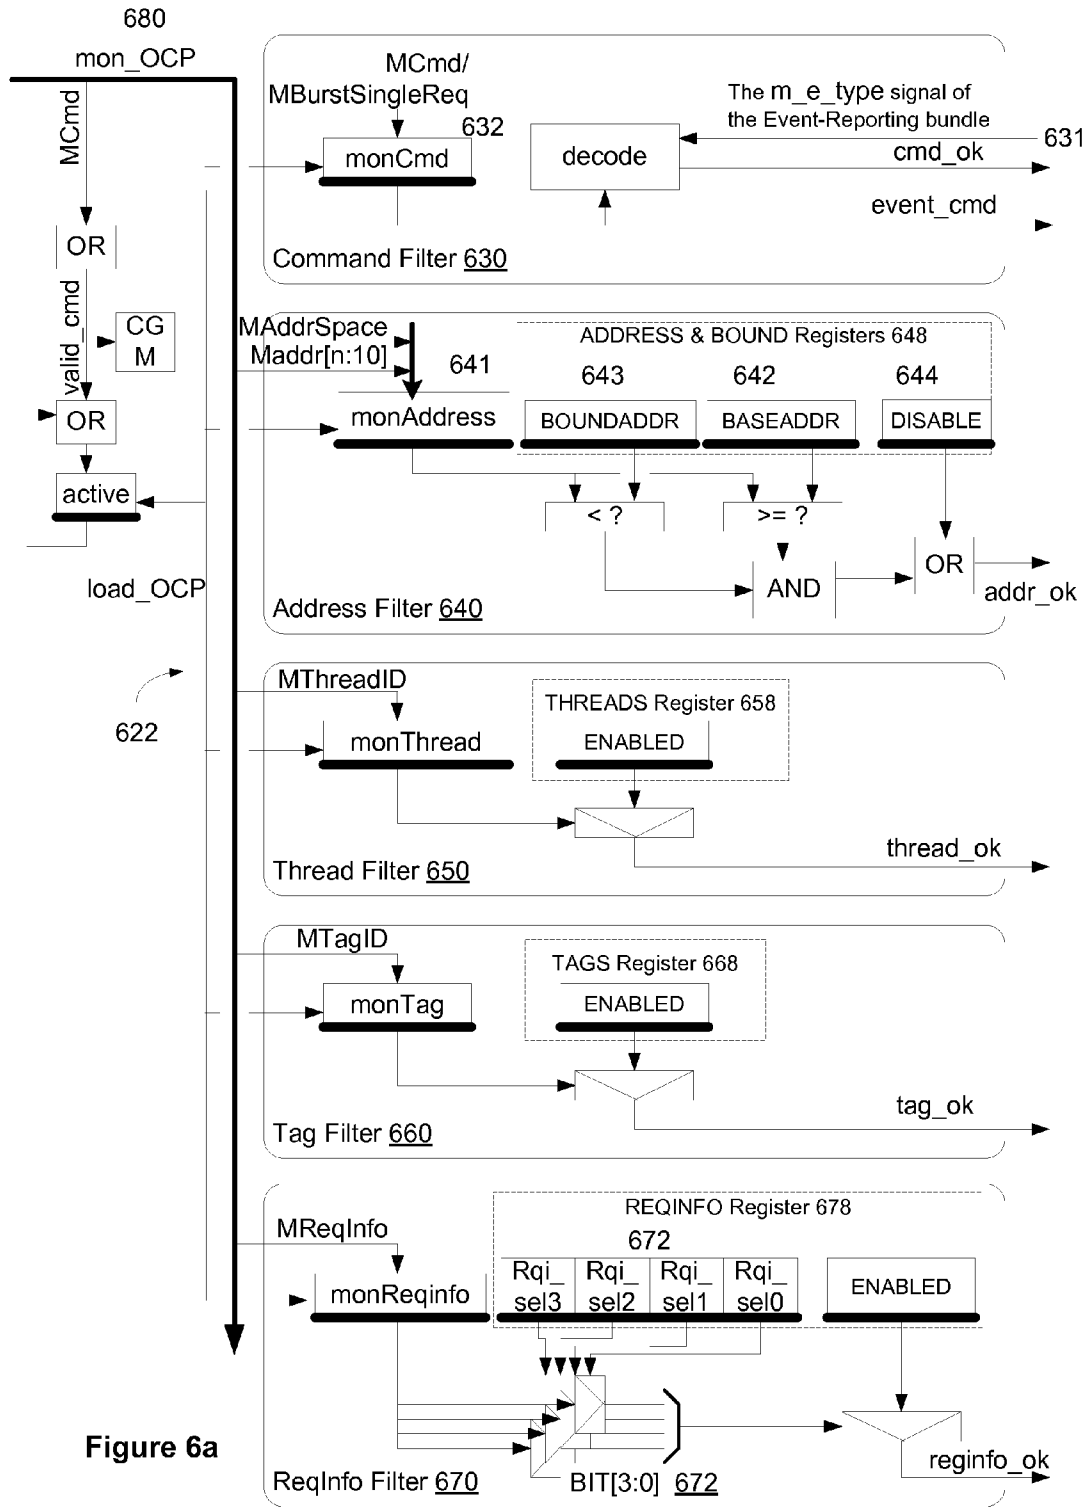 680
mon_OCP
MCmd
OR
valid_cmd
CG
M
OR
active
load_OCP
622
MCmd/
MBurstSingleReq
632
monCmd
decode
The m_e_type signal of
the Event-Reporting bundle
631
cmd_ok
event_cmd
Command Filter 630
MAddrSpace
Maddr[n:10]
641
monAddress
ADDRESS & BOUND Registers 648
643
642
644
BOUNDADDR
BASEADDR
DISABLE
< ?
>= ?
AND
OR
addr_ok
Address Filter 640
MThreadID
monThread
THREADS Register 658
ENABLED
thread_ok
Thread Filter 650
MTagID
monTag
TAGS Register 668
ENABLED
tag_ok
Tag Filter 660
MReqInfo
monReqinfo
REQINFO Register 678
672
Rqi_
sel3
Rqi_
sel2
Rqi_
sel1
Rqi_
sel0
ENABLED
BIT[3:0] 672
reginfo_ok
ReqInfo Filter 670
Figure 6a